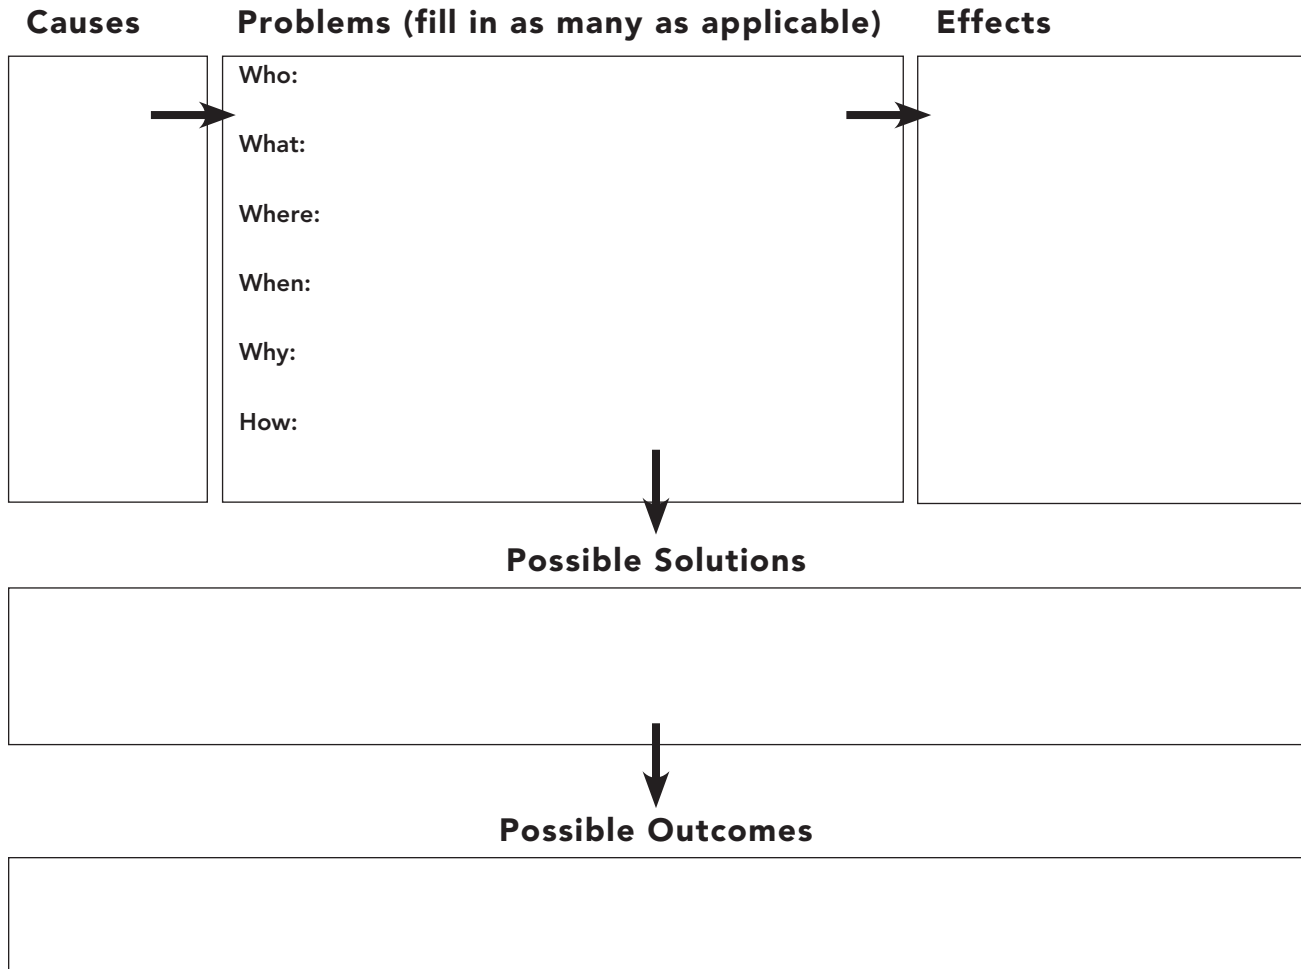 Causes
Problems (fill in as many as applicable)
Effects
Who:
What:
Where:
When:
Why:
How:
Possible Solutions
Possible Outcomes